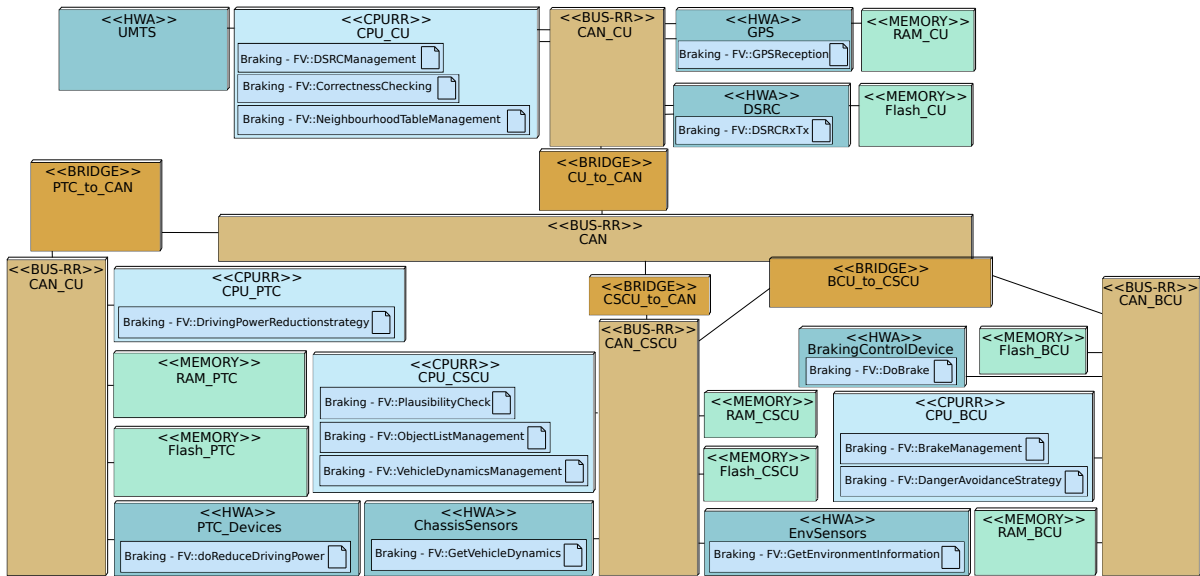 <<HWA>>
UMTS
<<CPURR>>
CPU_CU
Braking - FV::DSRCManagement
Braking - FV::CorrectnessChecking
Braking - FV::NeighbourhoodTableManagement
<<BUS-RR>>
CAN_CU
<<HWA>>
GPS
Braking - FV::GPSReception
<<MEMORY>>
RAM_CU
<<HWA>>
DSRC
Braking - FV::DSRCRxTx
<<MEMORY>>
Flash_CU
<<BRIDGE>>
PTC_to_CAN
<<BRIDGE>>
CU_to_CAN
<<BUS-RR>>
CAN
<<BUS-RR>>
CAN_CU
<<CPURR>>
CPU_PTC
Braking - FV::DrivingPowerReductionstrategy
<<BRIDGE>>
CSCU_to_CAN
<<BRIDGE>>
BCU_to_CSCU
<<BUS-RR>>
CAN_BCU
<<BUS-RR>>
CAN_CSCU
<<HWA>>
BrakingControlDevice
Braking - FV::DoBrake
<<MEMORY>>
Flash_BCU
<<MEMORY>>
RAM_PTC
<<CPURR>>
CPU_CSCU
Braking - FV::PlausibilityCheck
Braking - FV::ObjectListManagement
Braking - FV::VehicleDynamicsManagement
<<MEMORY>>
RAM_CSCU
<<CPURR>>
CPU_BCU
Braking - FV::BrakeManagement
Braking - FV::DangerAvoidanceStrategy
<<MEMORY>>
Flash_PTC
<<MEMORY>>
Flash_CSCU
<<HWA>>
PTC_Devices
Braking - FV::doReduceDrivingPower
<<HWA>>
ChassisSensors
Braking - FV::GetVehicleDynamics
<<HWA>>
EnvSensors
Braking - FV::GetEnvironmentInformation
<<MEMORY>>
RAM_BCU